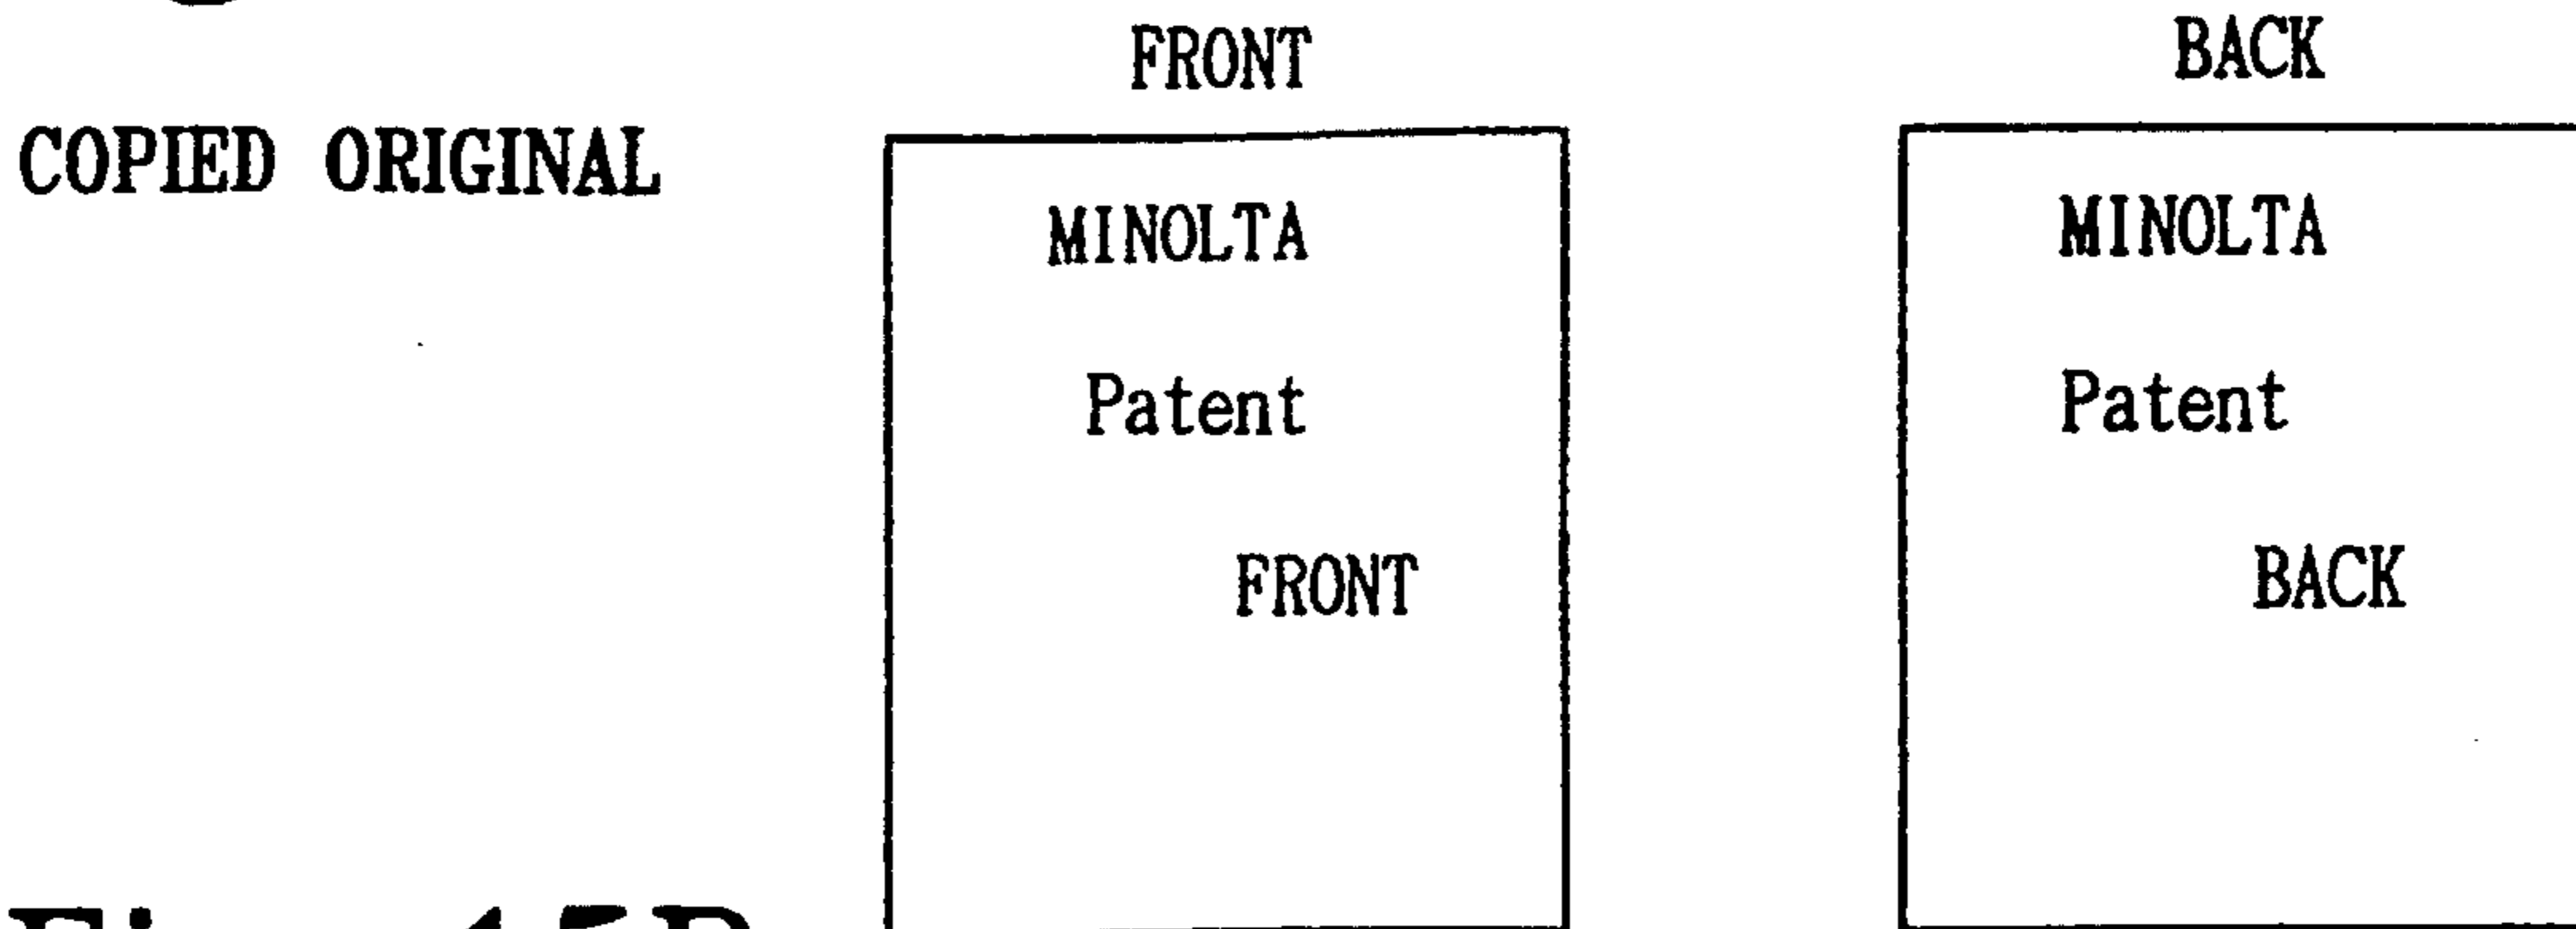 FRONT
BACK
COPIED ORIGINAL
MINOLTA
Patent
FRONT
MINOLTA
Patent
BACK